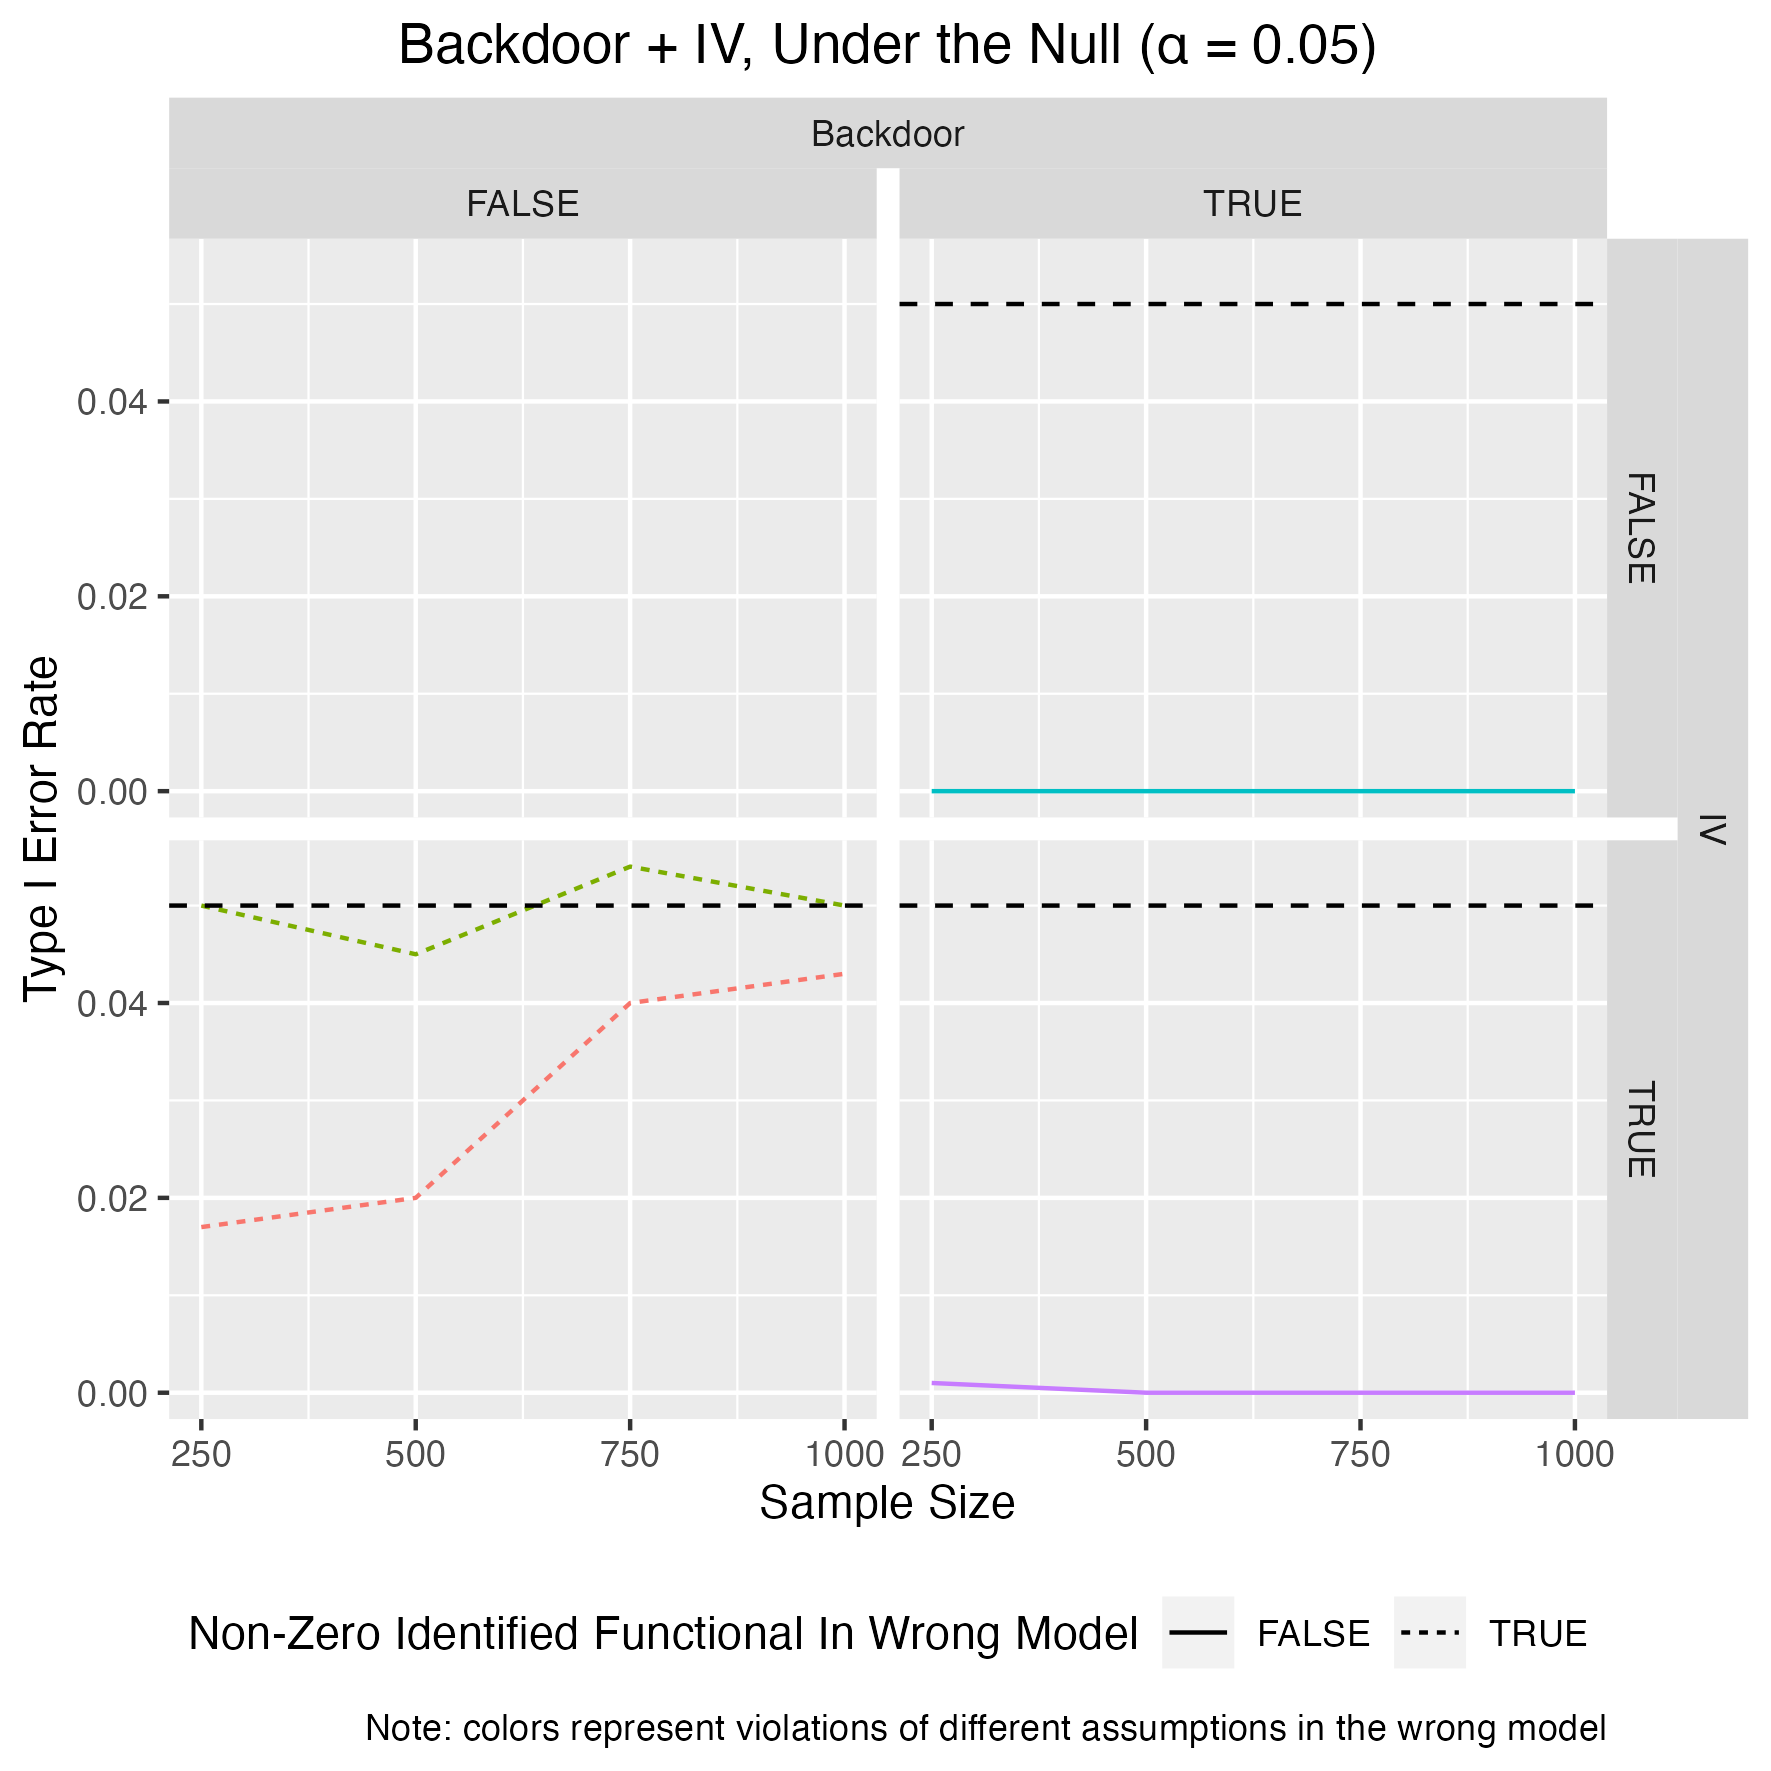 Backdoor + IV, Under the Null (α = 0.05)
Backdoor
FALSE
TRUE
0.04
0.02
0.00
FALSE
Type I Error Rate
IV
0.04
0.02
0.00
TRUE
250 500 750 1000 250 500 750 1000
Sample Size
Non-Zero Identified Functional In Wrong Model FALSE TRUE
Note: colors represent violations of different assumptions in the wrong model